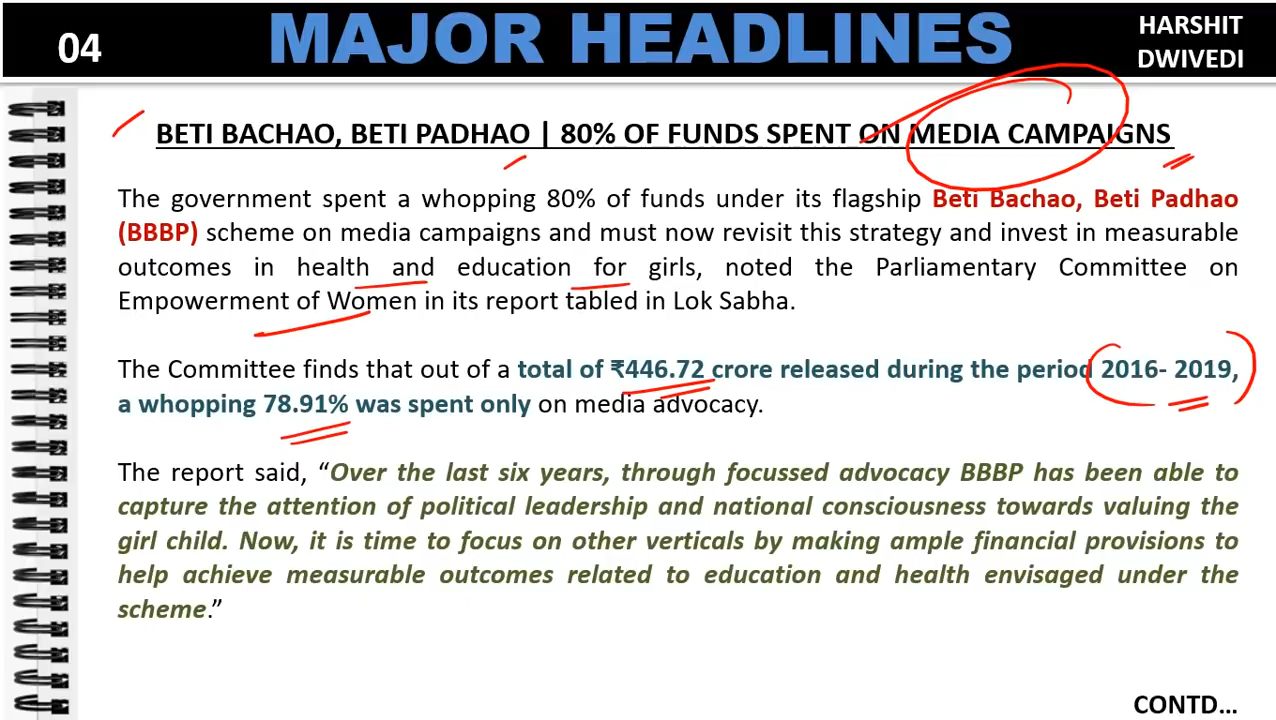 04
MAJOR HEADLINES
HARSHIT
DWIVEDI
BETI BACHAO, BETI PADHAO | 80% OF FUNDS SPENT ON MEDIA CAMPAIGNS
The government spent a whopping 80% of funds under its flagship Beti Bachao, Beti Padhao
(BBBP) scheme on media campaigns and must now revisit this strategy and invest in measurable
outcomes in health and education for girls, noted the Parliamentary Committee on
Empowerment of Women in its report tabled in Lok Sabha.
The Committee finds that out of a total of ₹446.72 crore released during the period 2016- 2019,
a whopping 78.91% was spent only on media advocacy.
The report said, “Over the last six years, through focussed advocacy BBBP has been able to
capture the attention of political leadership and national consciousness towards valuing the
girl child. Now, it is time to focus on other verticals by making ample financial provisions to
help achieve measurable outcomes related to education and health envisaged under the
scheme.”
CONTD…